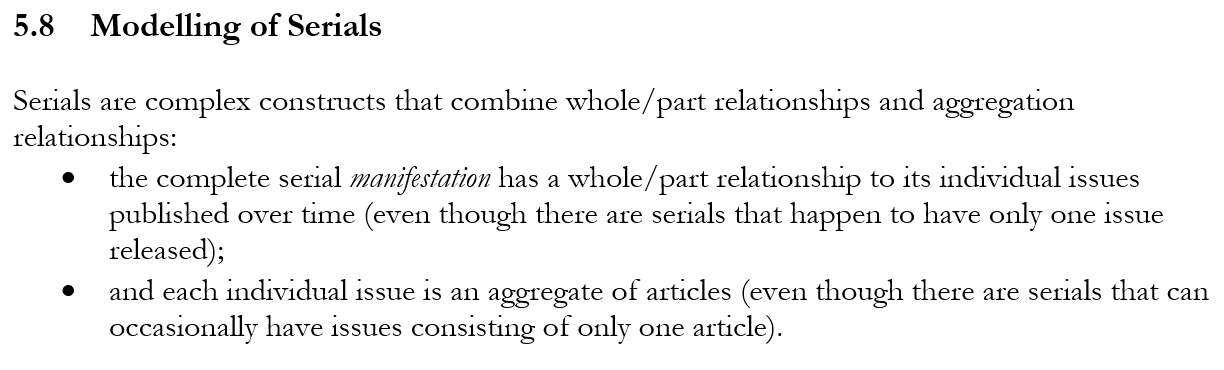 5.8 Modelling of Serials
Serials are complex constructs that combine whole/part relationships and aggregation
relationships:
• the complete serial manifestation has a whole/part relationship to its individual issues
published over time (even though there are serials that happen to have only one issue
released);
• and each individual issue is an aggregate of articles (even though there are serials that can
occasionally have issues consisting of only one article).